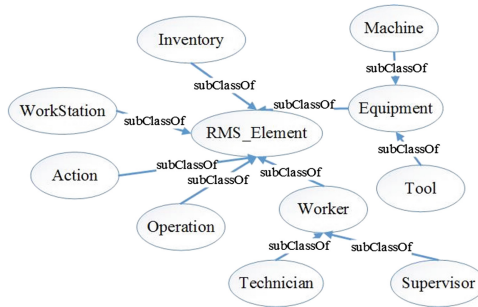 Machine
Inventory
subClassOf
subClassOf
WorkStation
subClassOf
Equipment
subClassOf
RMS_Element
subClassOf
Action
subClassOf
subClassOf
subClassOf
Tool
Operation
Worker
subClassOf
subClassOf
Technician
Supervisor